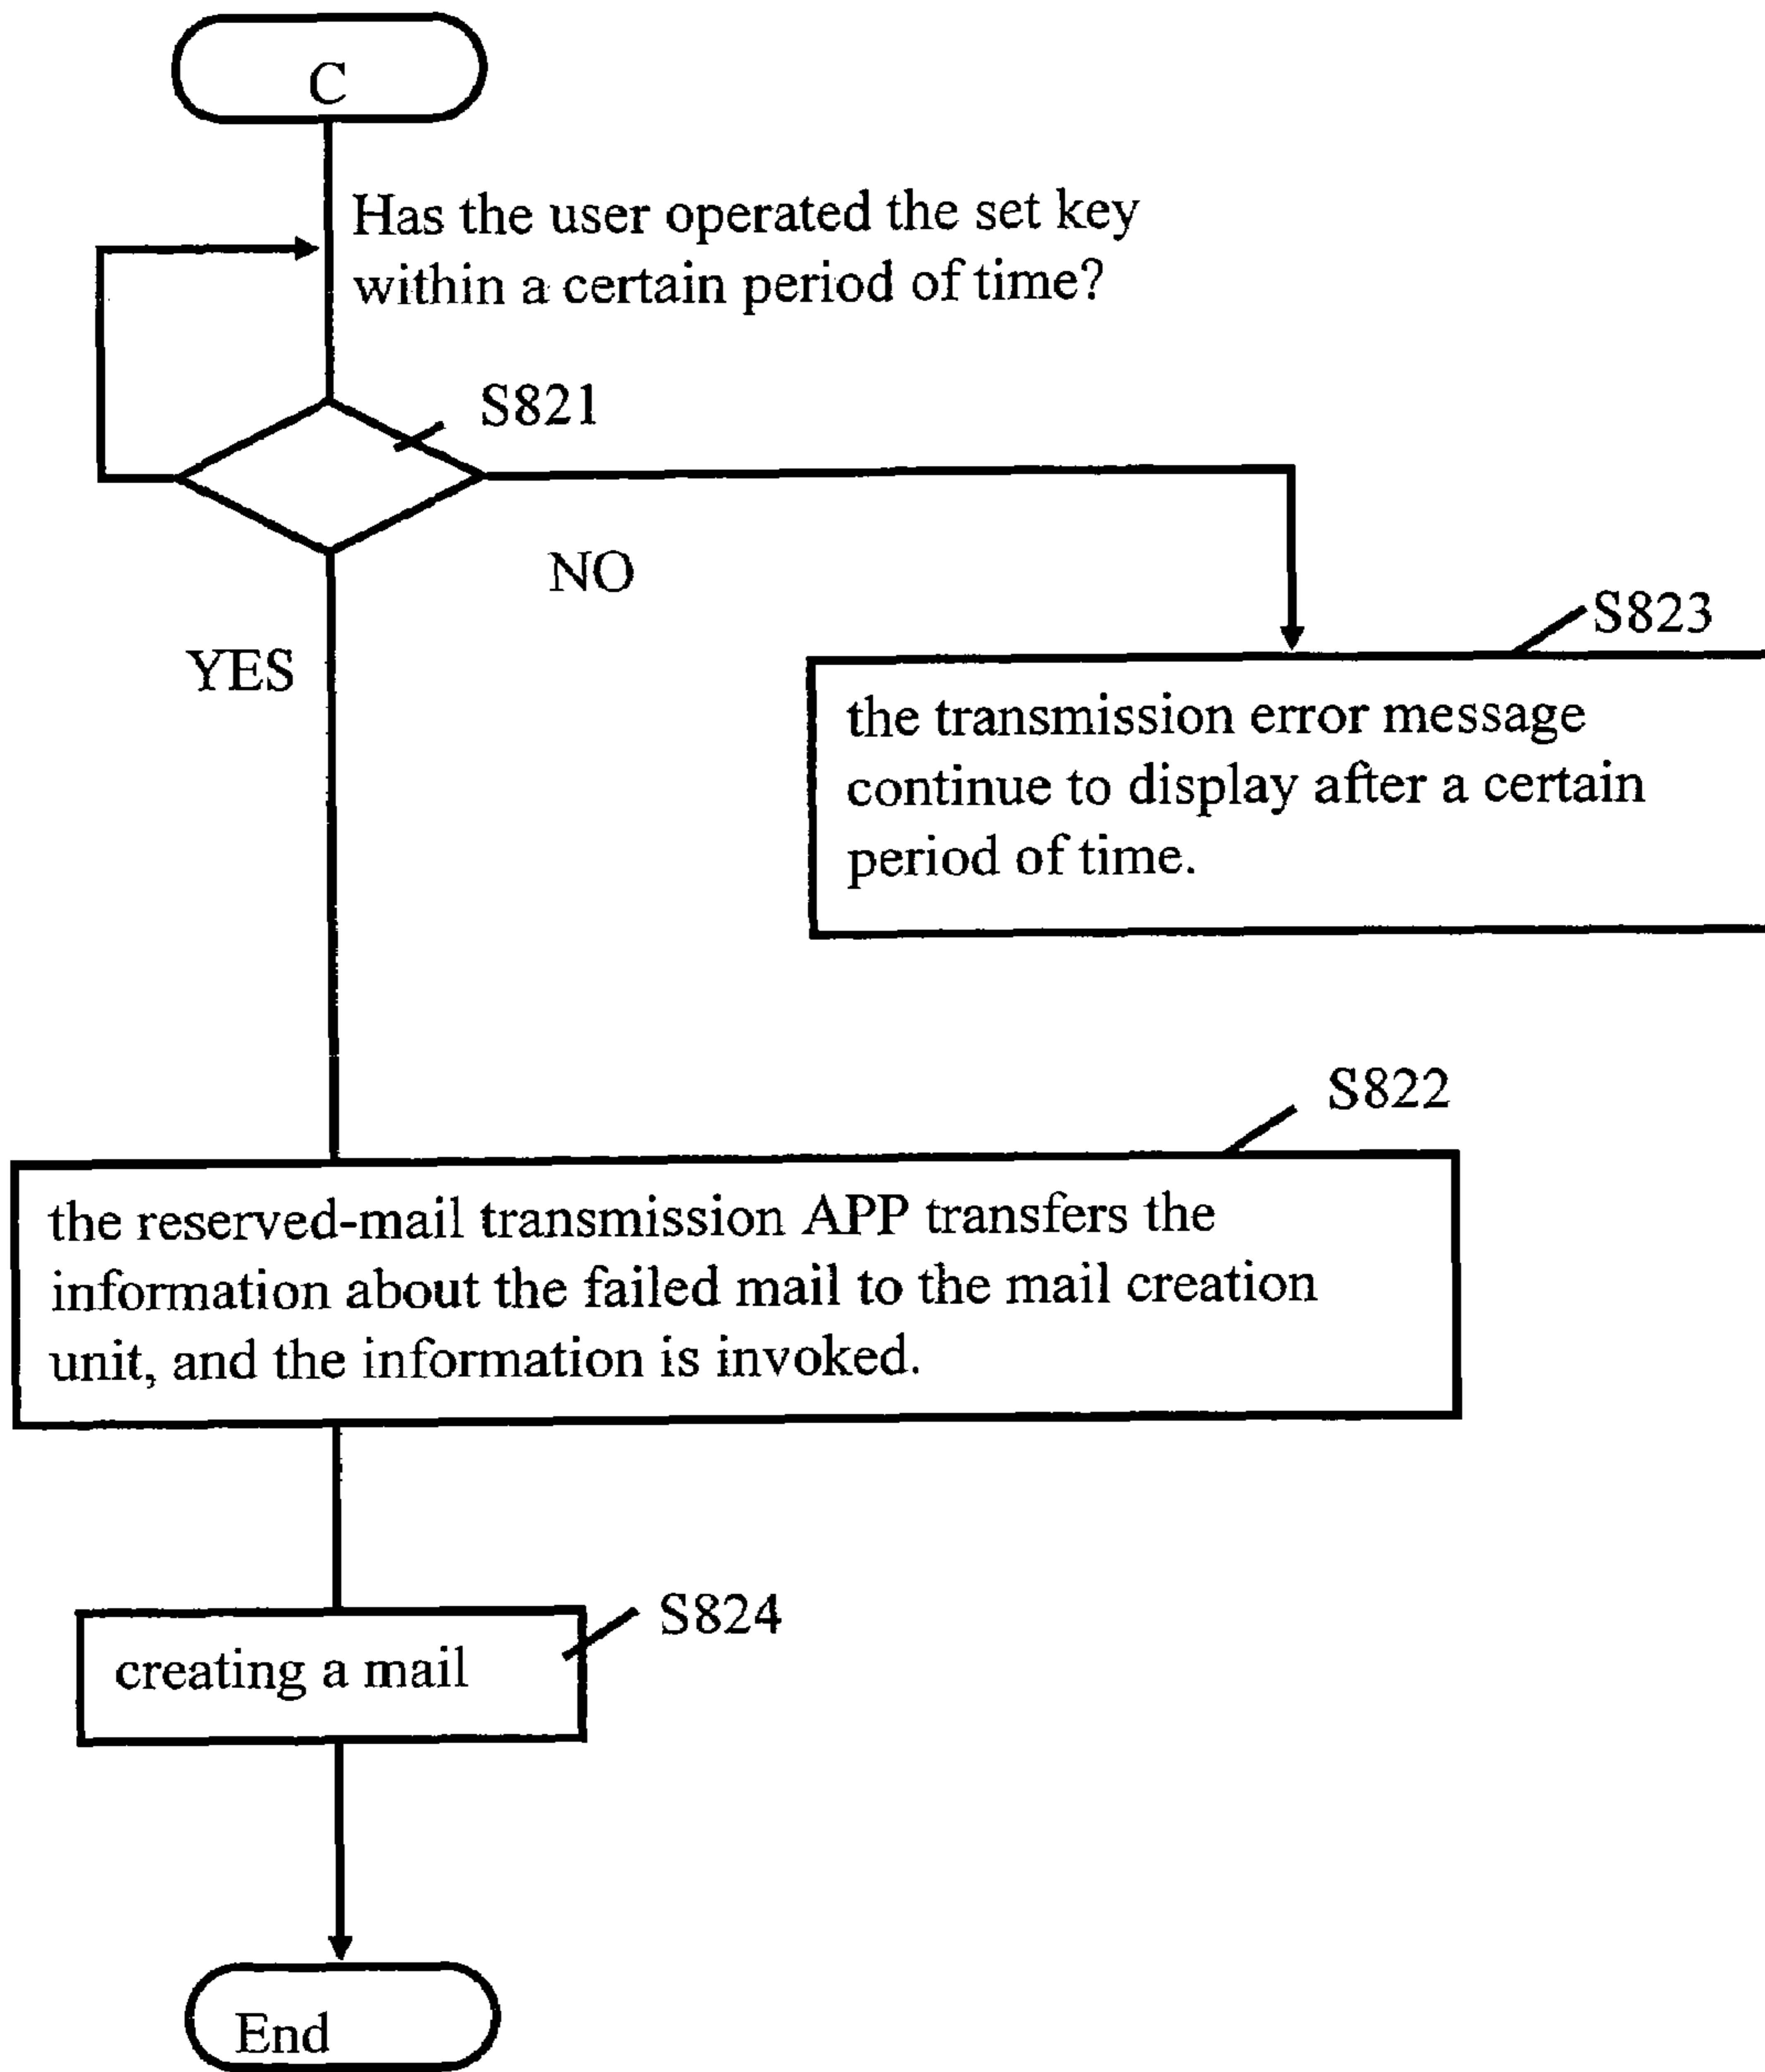 C
Has the user operated the set key
within a certain period of time?
S821
NO
YES
S823
the transmission error message
continue to display after a certain
period of time.
S822
the reserved-mail transmission APP transfers the
information about the failed mail to the mail creation
unit, and the information is invoked.
S824
creating a mail
End